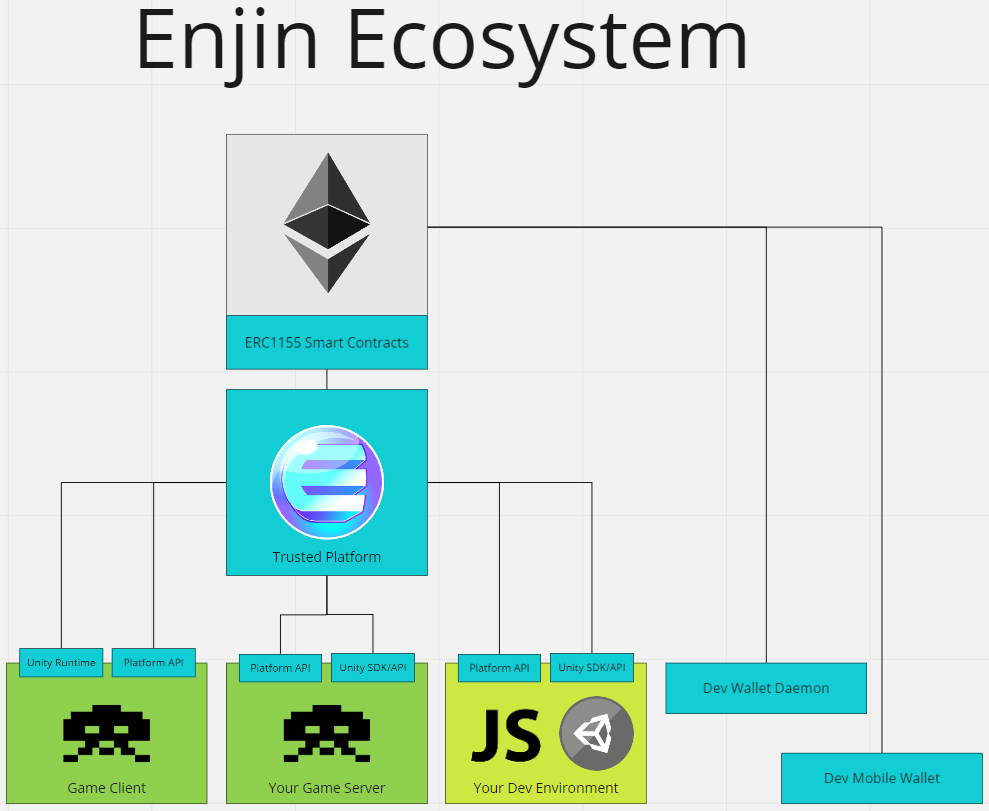 Enjin Ecosystem
ERC1155 Smart Contracts
Trusted Platform
Unity Runtime
Platform API
Game Client
Platform API
Unity SDK/API
Your Game Server
Platform API
Unity SDK/API
JS
Your Dev Environment
Dev Wallet Daemon
Dev Mobile Wallet